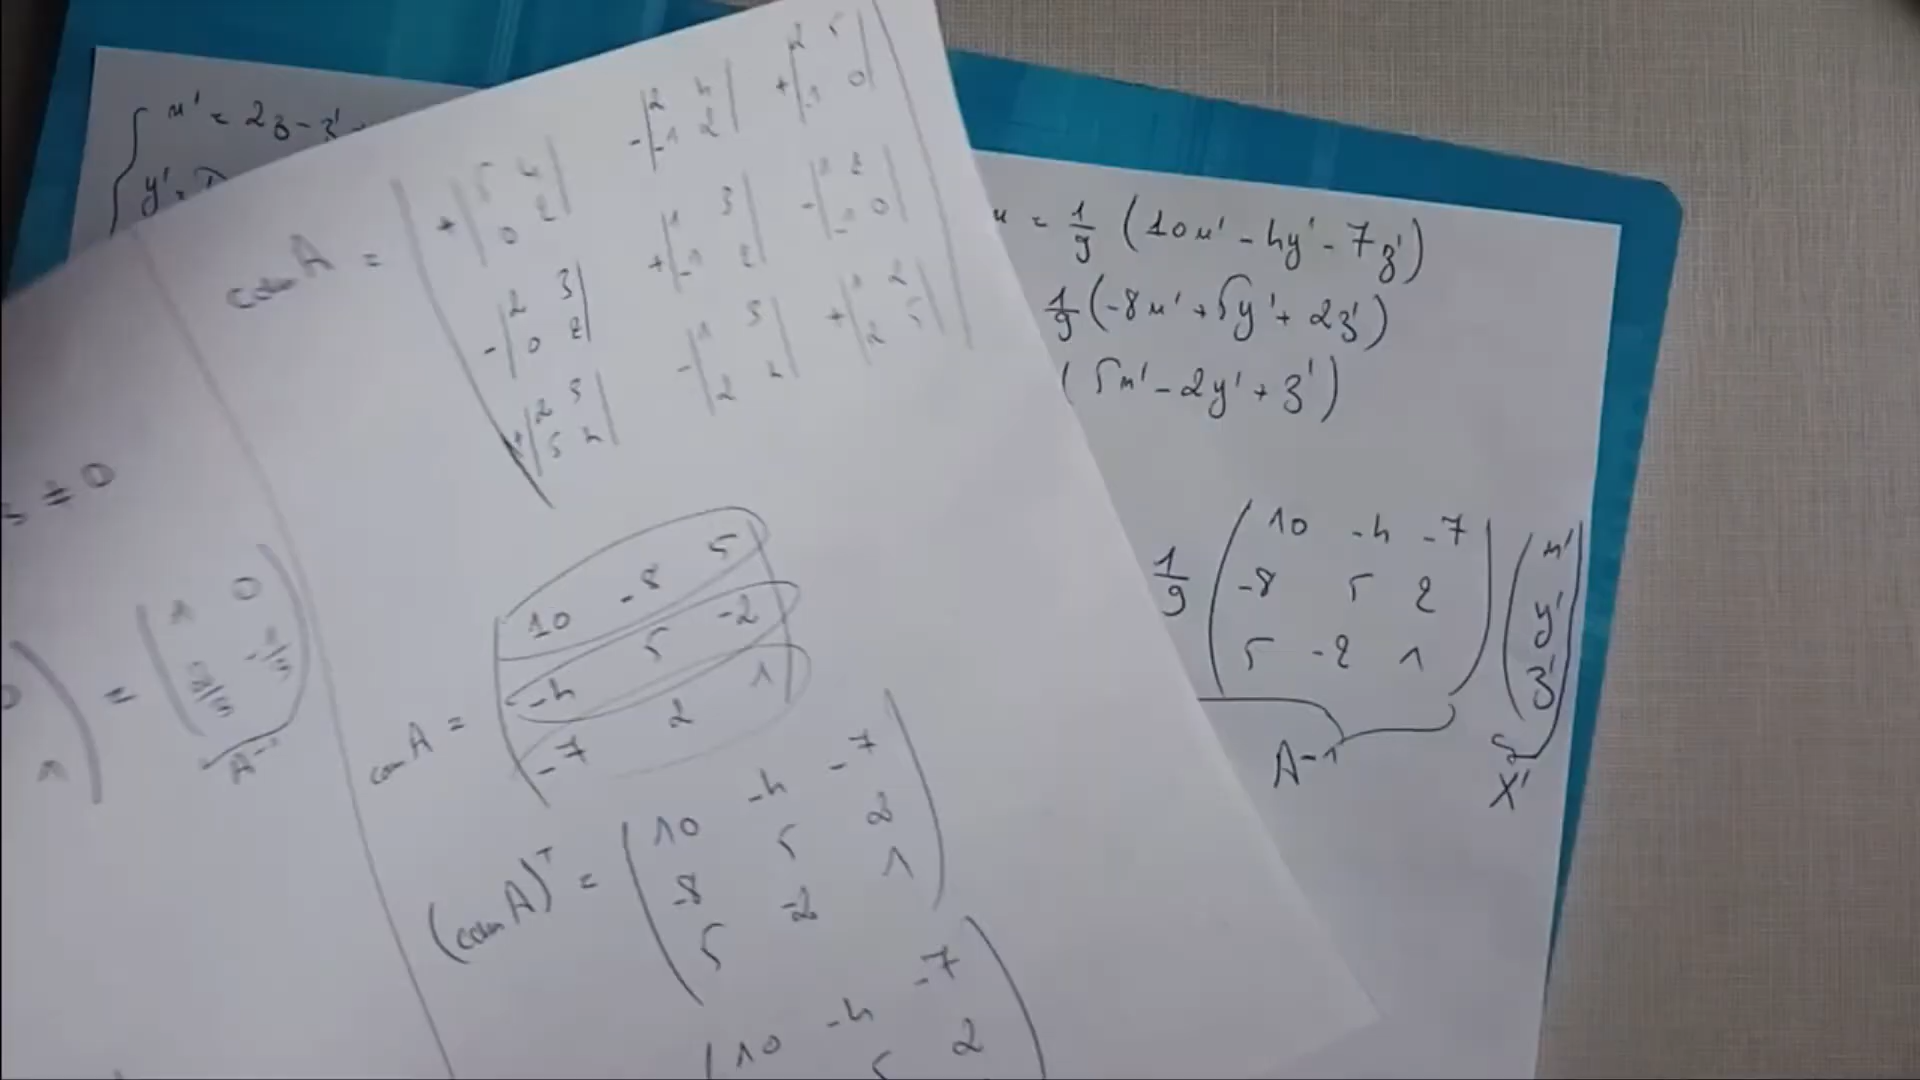 x' = 2z - z'
y' =
com A =
+|5 4| -|2 4| +|2 5|
|0 2| |-1 2| |-1 0|
-|2 3| +|1 3| -|1 2|
|0 2| |-1 2| |-1 0|
+|2 3| -|1 3| +|1 2|
|5 4| |2 4| |2 5|
≠ 0
= (1 0
2/3 -1/3)
A⁻¹
com A =
10 -8 5
-4 5 -2
-7 2 1
(com A)ᵀ =
10 -4 -7
-8 5 2
5 -2 1
10 -4 -7
5 2
x = 1/9 (10x' - 4y' - 7z')
1/9 (-8x' + 5y' + 2z')
(5x' - 2y' + z')
1/9 (10 -4 -7) (x'
-8 5 2 y'
5 -2 1 z')
A⁻¹
X'